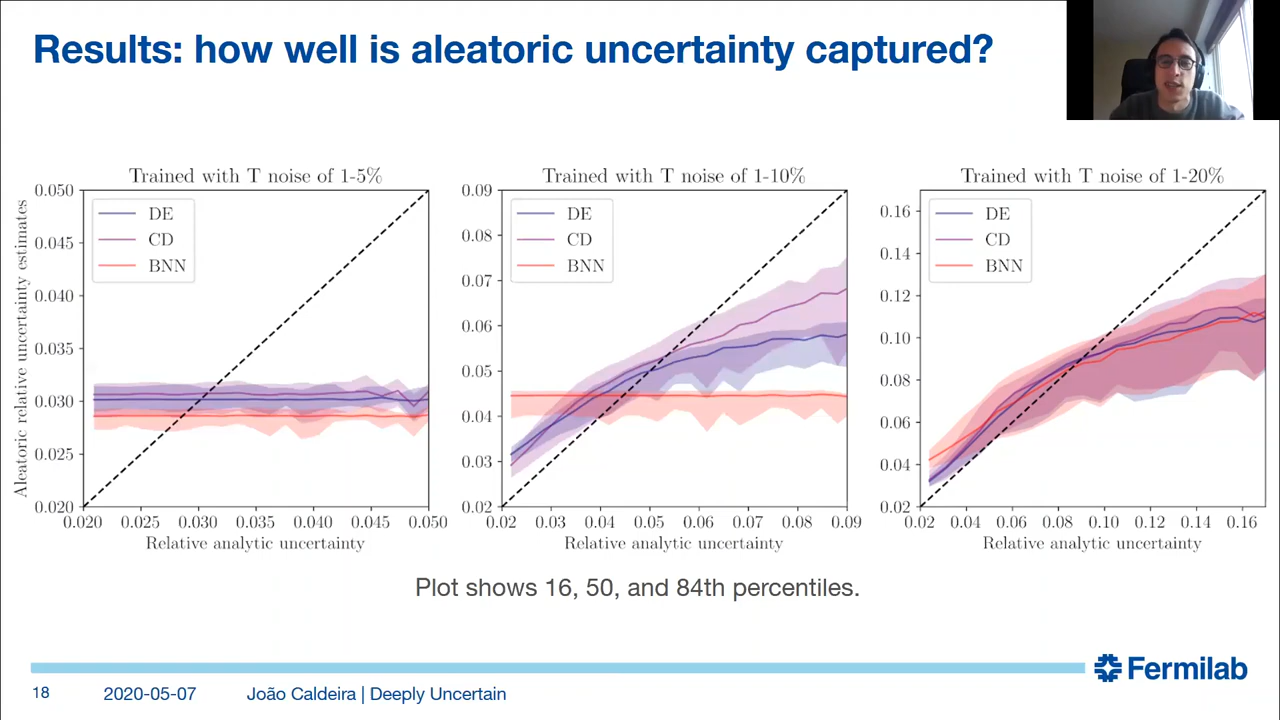 Results: how well is aleatoric uncertainty captured?
Trained with T noise of 1-5%
Aleatoric relative uncertainty estimates
0.050
0.045
0.040
0.035
0.030
0.025
0.020
DE
CD
BNN
0.020 0.025 0.030 0.035 0.040 0.045 0.050
Relative analytic uncertainty
Trained with T noise of 1-10%
0.09
0.08
0.07
0.06
0.05
0.04
0.03
0.02
DE
CD
BNN
0.02 0.03 0.04 0.05 0.06 0.07 0.08 0.09
Relative analytic uncertainty
Trained with T noise of 1-20%
0.16
0.14
0.12
0.10
0.08
0.06
0.04
0.02
DE
CD
BNN
0.02 0.04 0.06 0.08 0.10 0.12 0.14 0.16
Relative analytic uncertainty
Plot shows 16, 50, and 84th percentiles.
Fermilab
18 2020-05-07 João Caldeira | Deeply Uncertain